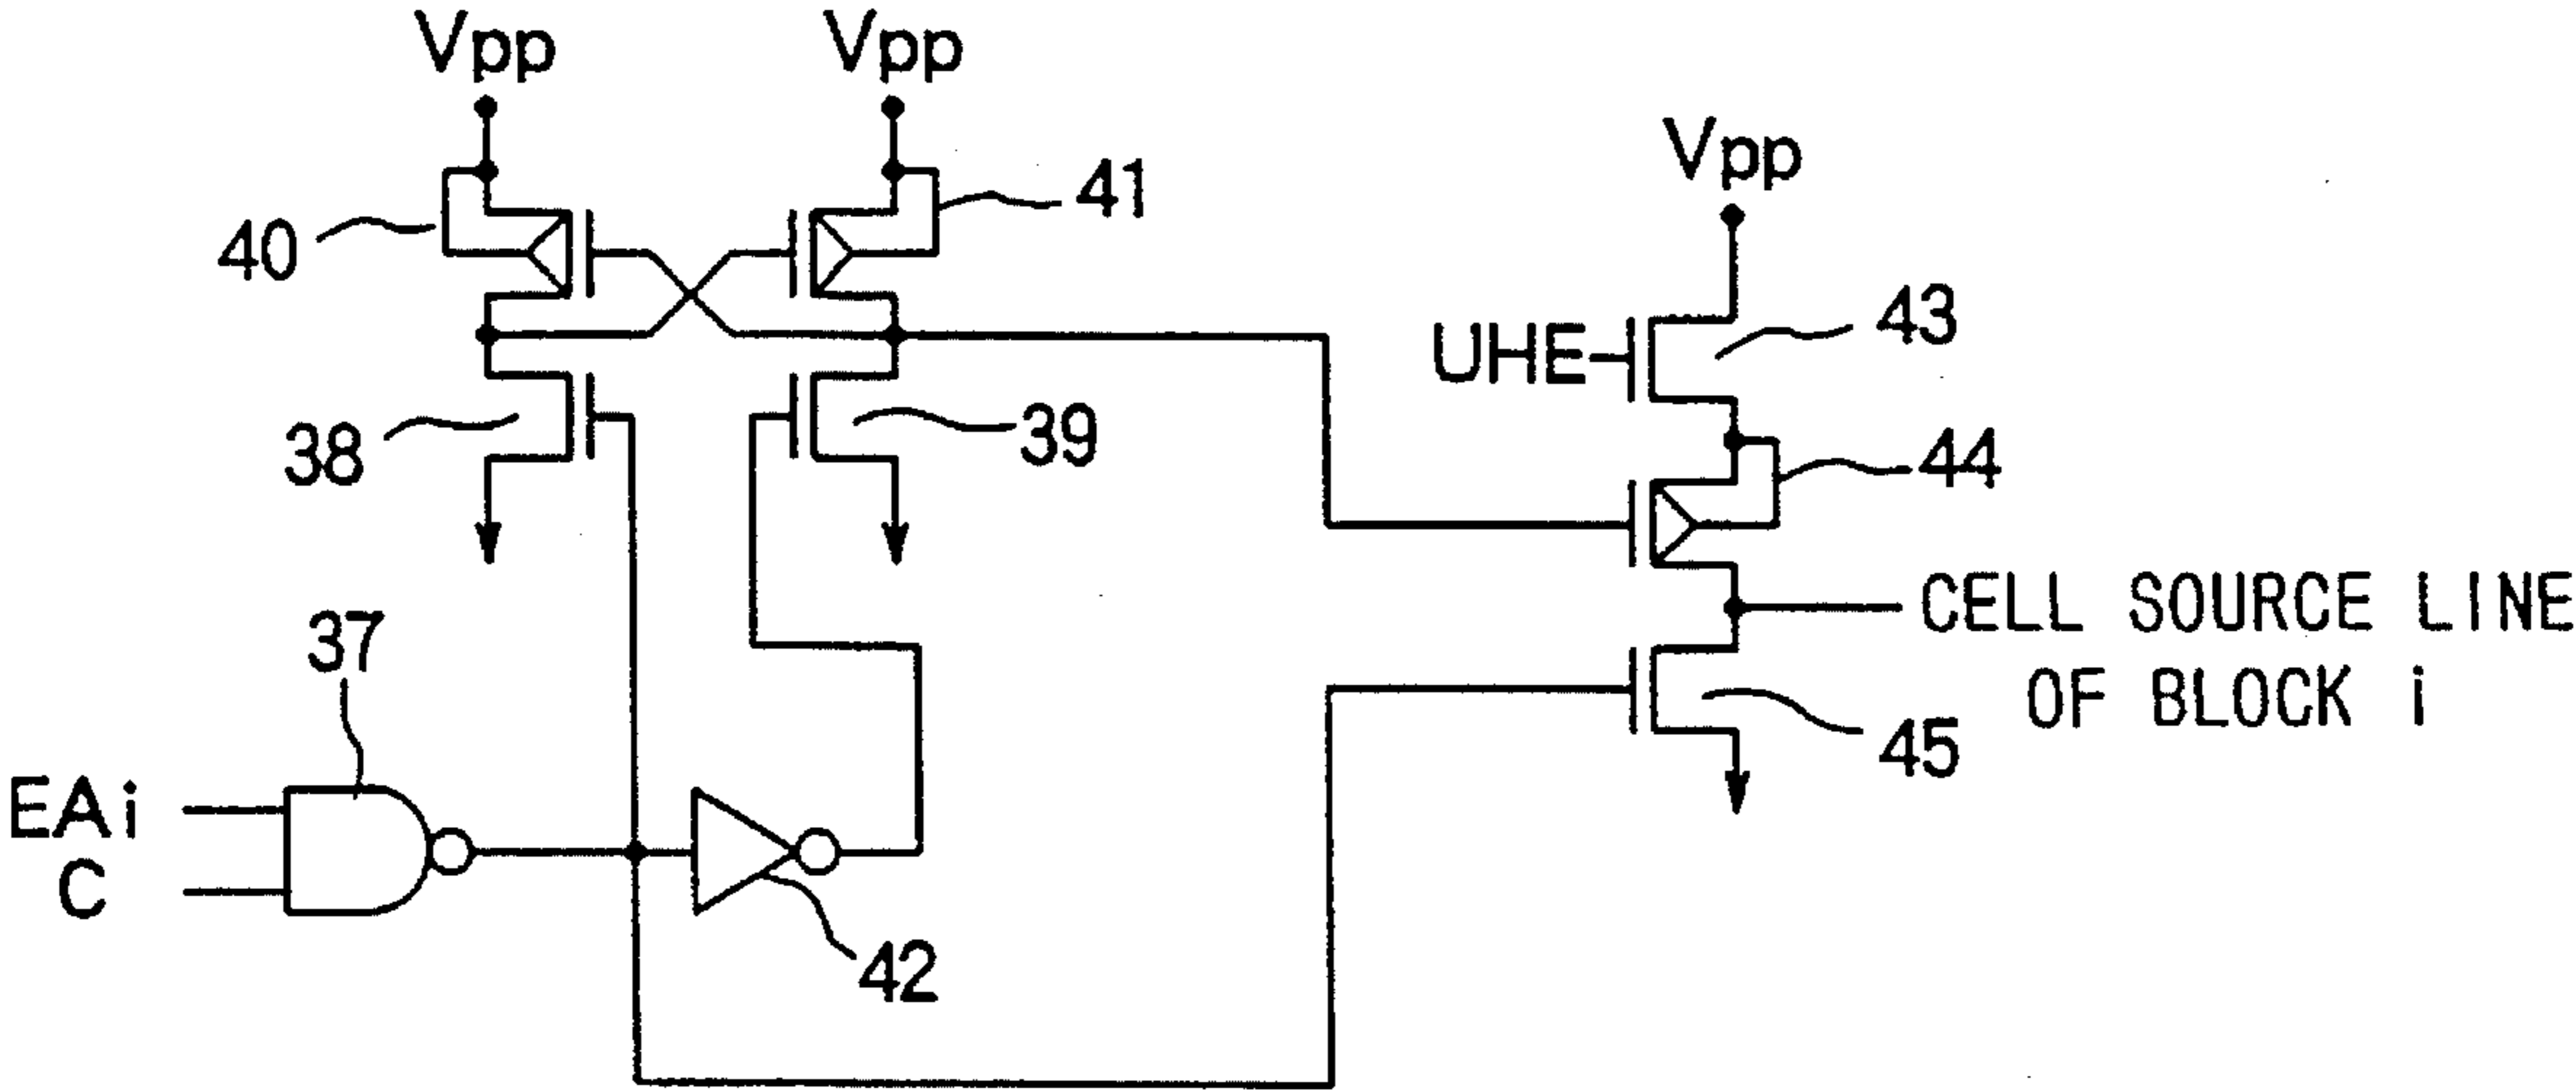 Vpp
Vpp
Vpp
40
41
43
UHE
44
38
39
CELL SOURCE LINE
OF BLOCK i
45
37
EAi
C
42